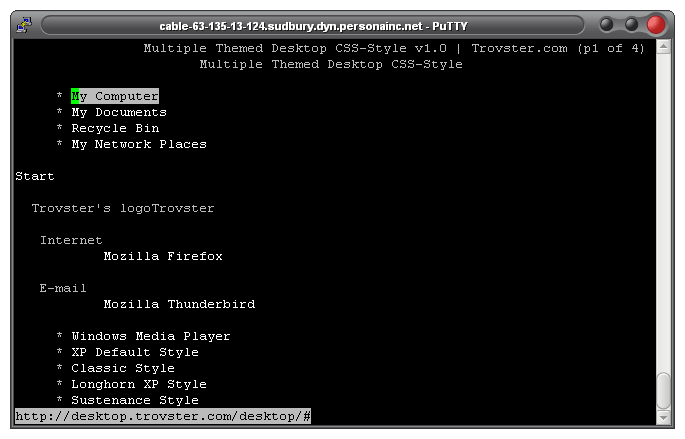 cable-63-135-13-124.sudbury.dyn.personainc.net - PuTTY
Multiple Themed Desktop CSS-Style v1.0 | Trovster.com (p1 of 4)
Multiple Themed Desktop CSS-Style
* My Computer
* My Documents
* Recycle Bin
* My Network Places
Start
Trovster's logoTrovster
Internet
Mozilla Firefox
E-mail
Mozilla Thunderbird
* Windows Media Player
* XP Default Style
* Classic Style
* Longhorn XP Style
* Sustenance Style
http://desktop.trovster.com/desktop/#